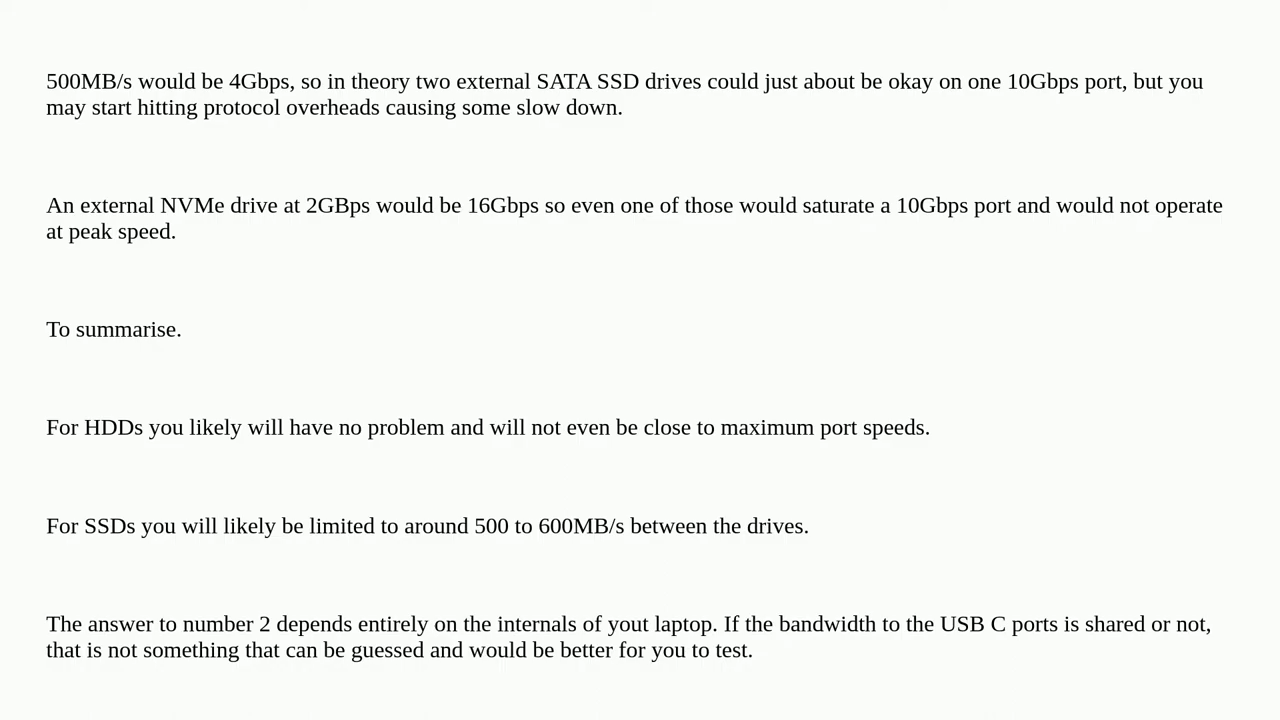 500MB/s would be 4Gbps, so in theory two external SATA SSD drives could just about be okay on one 10Gbps port, but you
may start hitting protocol overheads causing some slow down.
An external NVMe drive at 2GBps would be 16Gbps so even one of those would saturate a 10Gbps port and would not operate
at peak speed.
To summarise.
For HDDs you likely will have no problem and will not even be close to maximum port speeds.
For SSDs you will likely be limited to around 500 to 600MB/s between the drives.
The answer to number 2 depends entirely on the internals of yout laptop. If the bandwidth to the USB C ports is shared or not,
that is not something that can be guessed and would be better for you to test.